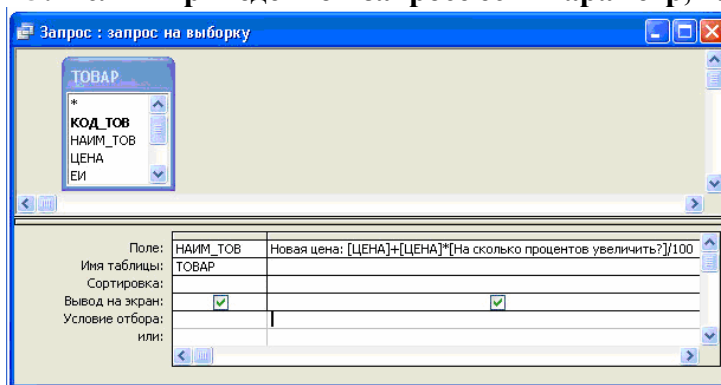 Запрос : запрос на выборку
ТОВАР
*
КОД_ТОВ
НАИМ_ТОВ
ЦЕНА
ЕИ
Поле: НАИМ_ТОВ Новая цена: [ЦЕНА]+[ЦЕНА]*[На сколько процентов увеличить?]/100
Имя таблицы: ТОВАР
Сортировка:
Вывод на экран:
Условие отбора:
или: